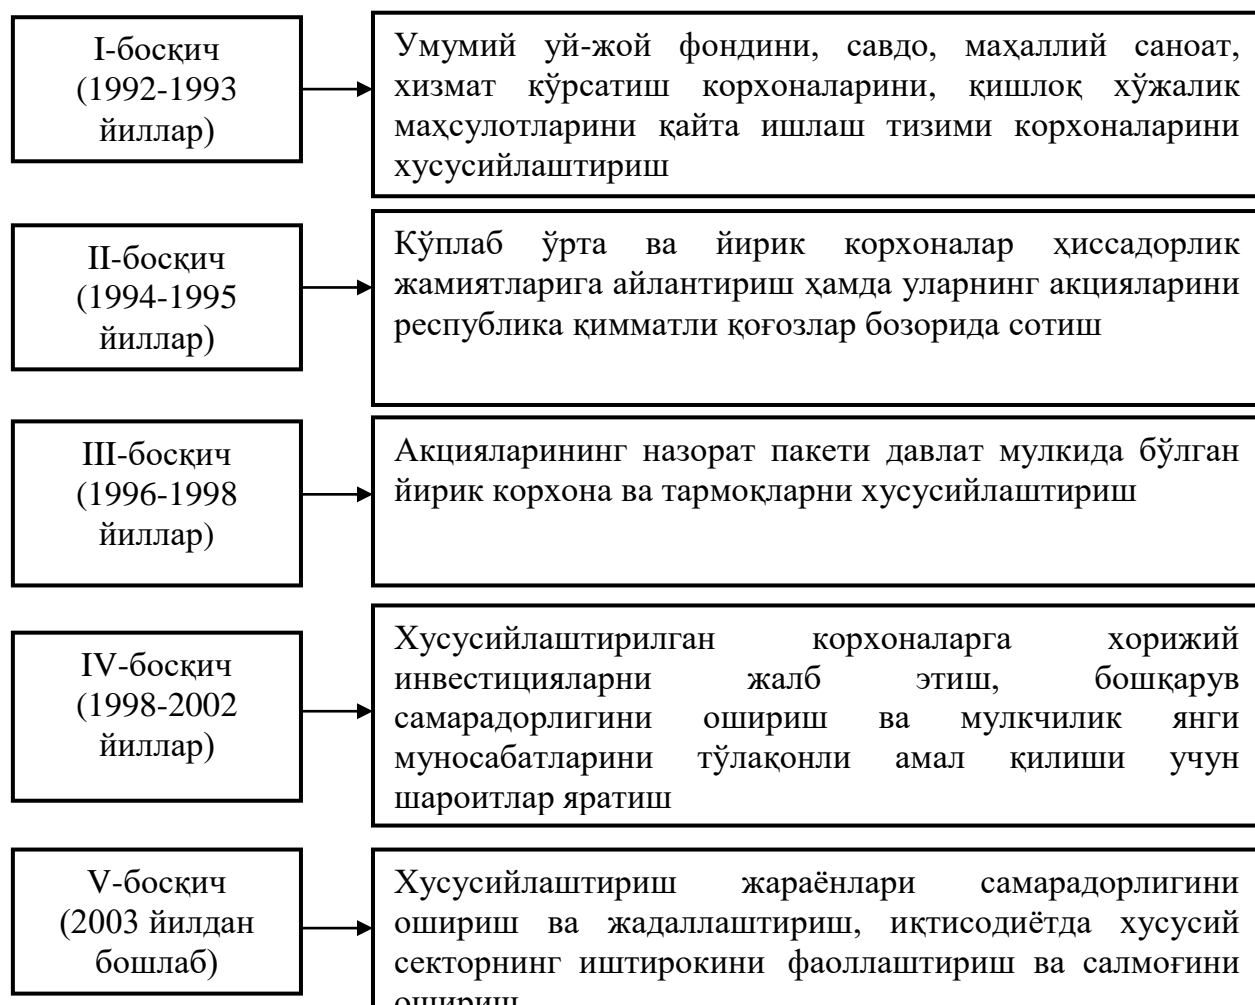 I-босқич
(1992-1993
йиллар)
Умумий уй-жой фондини, савдо, маҳаллий саноат,
хизмат кўрсатиш корхоналарини, қишлоқ хўжалик
маҳсулотларини қайта ишлаш тизими корхоналарини
хусусийлаштириш
II-босқич
(1994-1995
йиллар)
Кўплаб ўрта ва йирик корхоналар ҳиссадорлик
жамиятларига айлантириш ҳамда уларнинг акцияларини
республика қимматли қоғозлар бозорида сотиш
III-босқич
(1996-1998
йиллар)
Акцияларининг назорат пакети давлат мулкида бўлган
йирик корхона ва тармоқларни хусусийлаштириш
IV-босқич
(1998-2002
йиллар)
Хусусийлаштирилган корхоналарга хорижий
инвестицияларни жалб этиш, бошқарув
самарадорлигини ошириш ва мулкчилик янги
муносабатларини тўлақонли амал қилиши учун
шароитлар яратиш
V-босқич
(2003 йилдан
бошлаб)
Хусусийлаштириш жараёнлари самарадорлигини
ошириш ва жадаллаштириш, иқтисодиётда хусусий
секторнинг иштирокини фаоллаштириш ва салмоғини
ошириш